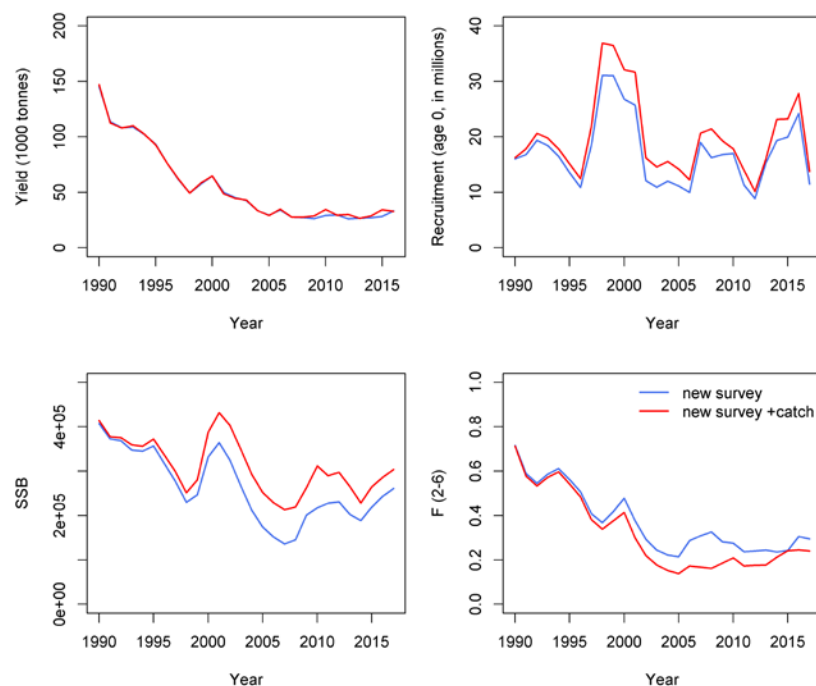 Yield (1000 tonnes)
200
150
100
50
0
1990 1995 2000 2005 2010 2015
Year
Recruitment (age 0, in millions)
40
30
20
10
0
1990 1995 2000 2005 2010 2015
Year
SSB
4e+05
2e+05
0e+00
1990 1995 2000 2005 2010 2015
Year
F (2-6)
1.0
0.8
0.6
0.4
0.2
0.0
new survey
new survey +catch
1990 1995 2000 2005 2010 2015
Year